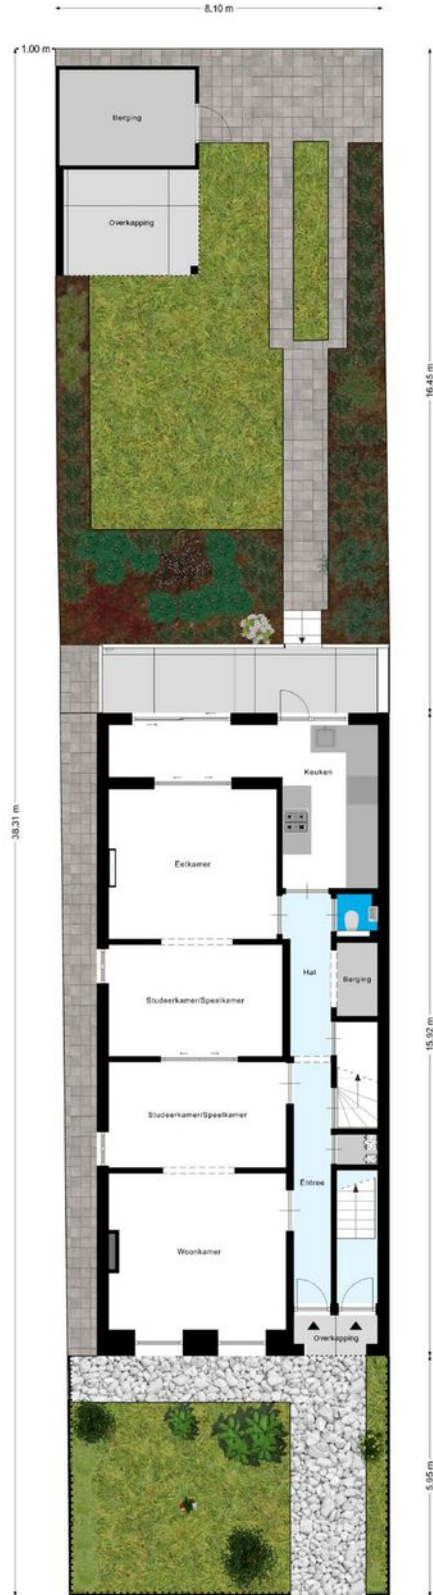 8.10 m
1.00 m
Berging
Overkapping
16.45 m
38.31 m
Keuken
Eetkamer
Hal
Studeerkamer/Speelkamer
Berging
15.92 m
Studeerkamer/Speelkamer
Entree
Woonkamer
Overkapping
5.95 m